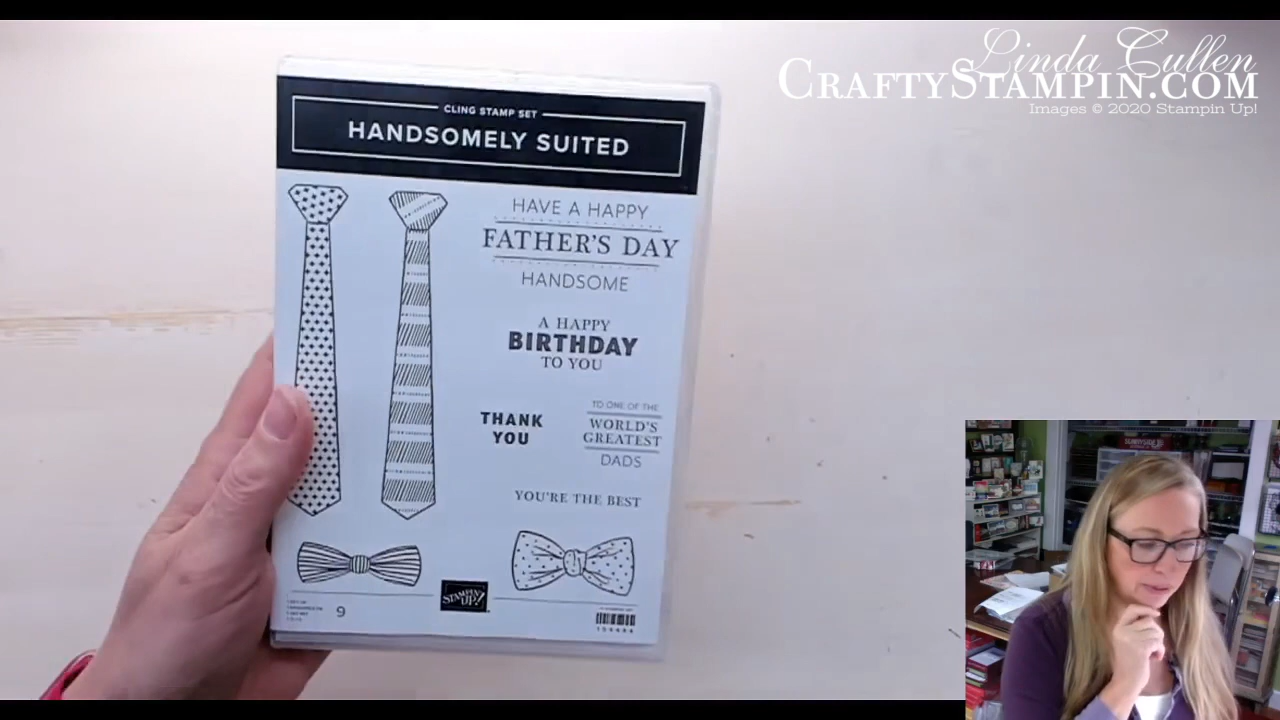 Linda Cullen
CRAFTYSTAMPIN.COM
Images © 2020 Stampin Up!
CLING STAMP SET
HANDSOMELY SUITED
HAVE A HAPPY
FATHER'S DAY
HANDSOME
A HAPPY
BIRTHDAY
TO YOU
THANK
YOU
TO ONE OF THE
WORLD'S
GREATEST
DADS
YOU'RE THE BEST
STAMPIN'
UP!
9